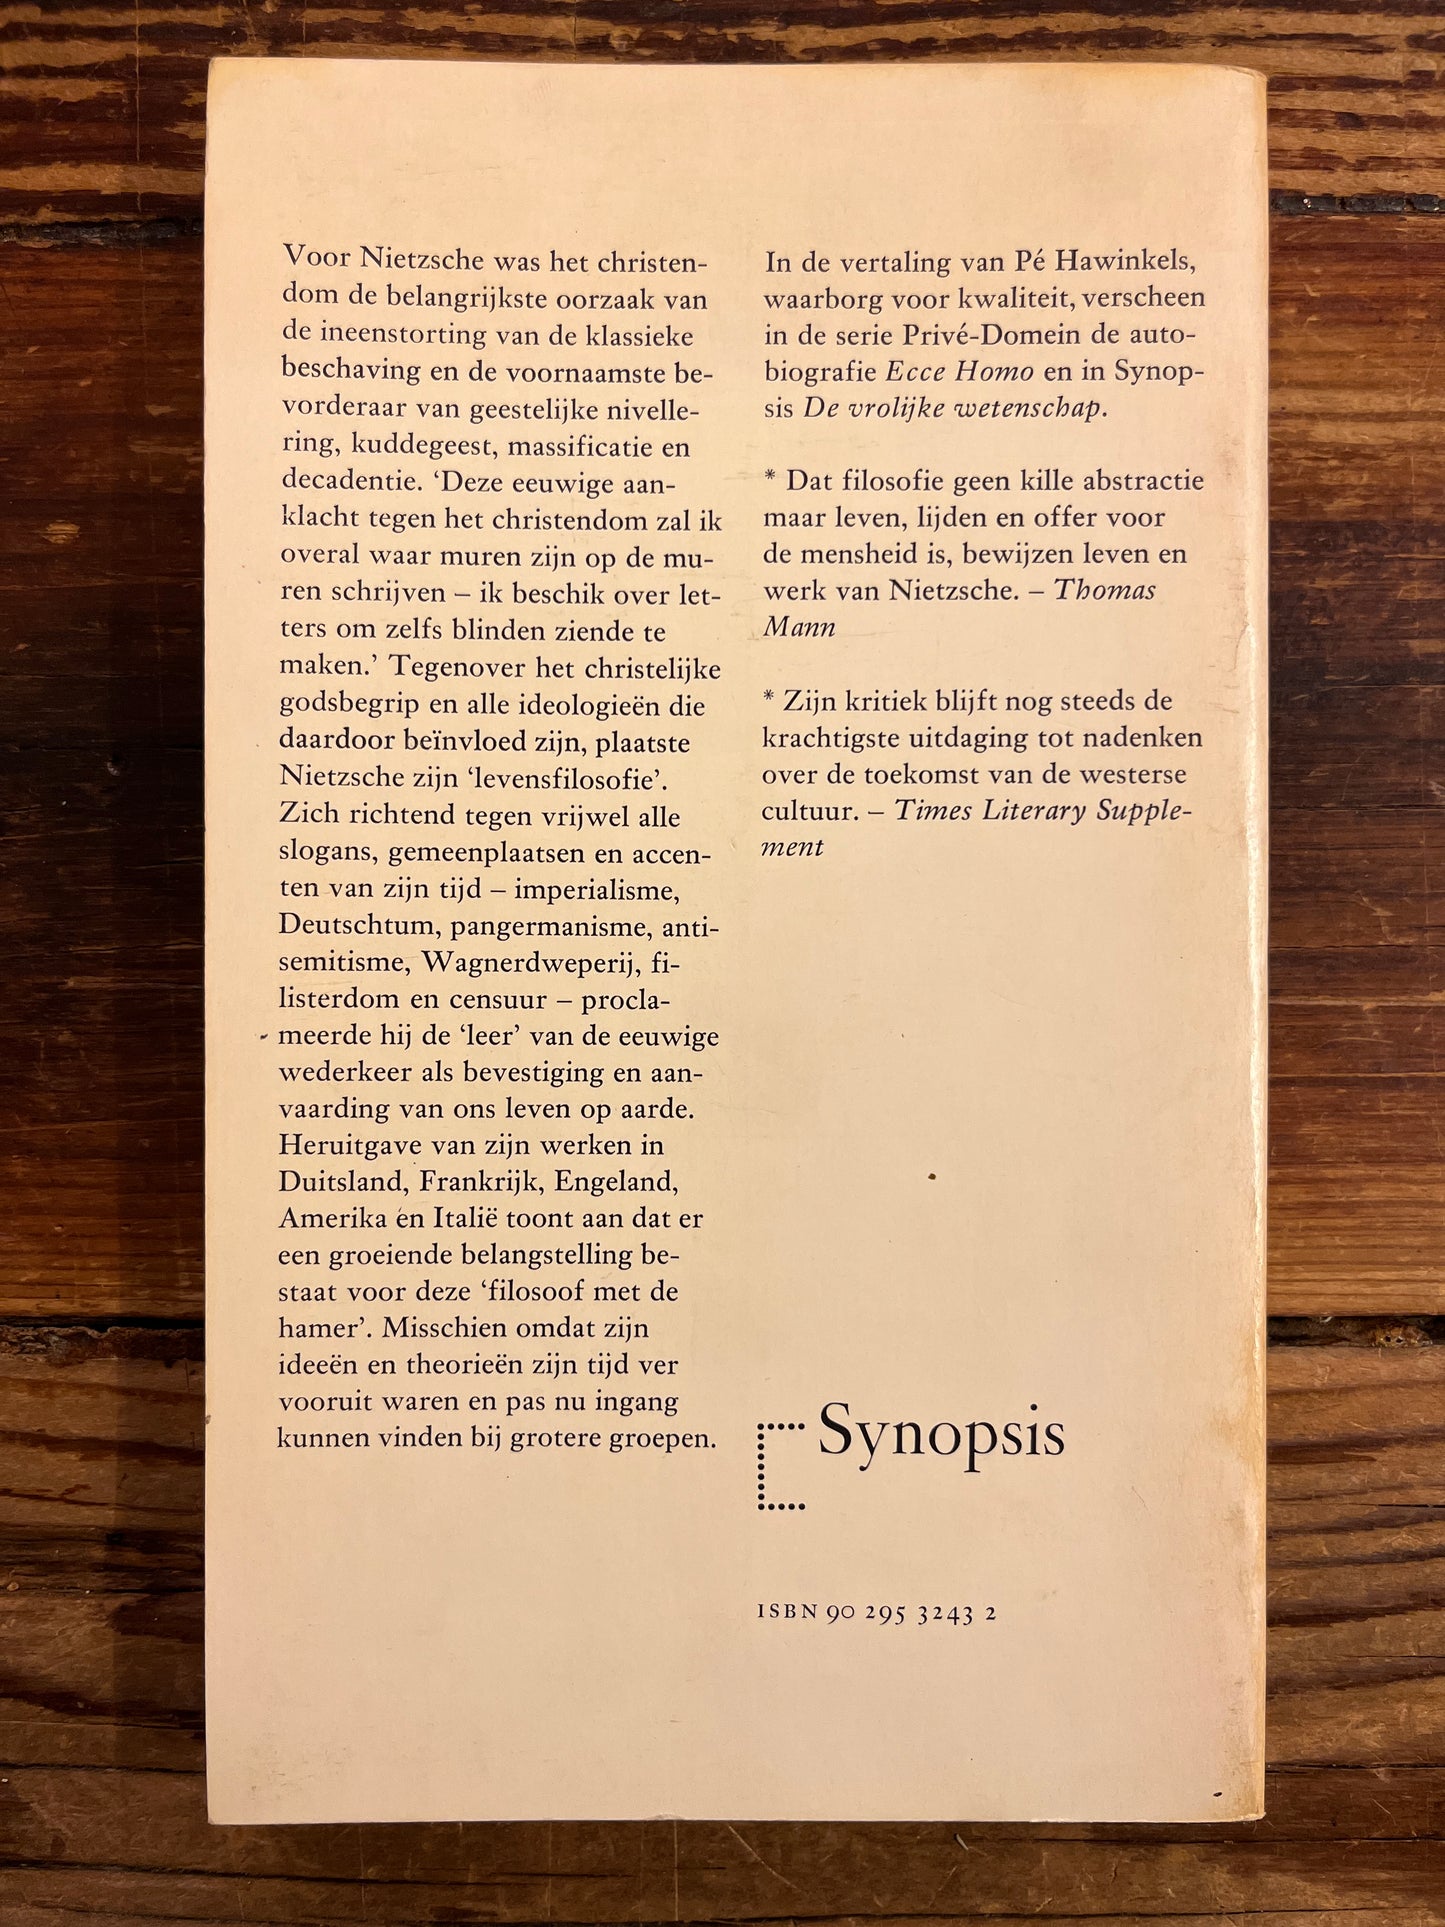 Voor Nietzsche was het christen-
dom de belangrijkste oorzaak van
de ineenstorting van de klassieke
beschaving en de voornaamste be-
vorderaar van geestelijke nivelle-
ring, kuddegeest, massificatie en
decadentie. ‘Deze eeuwige aan-
klacht tegen het christendom zal ik
overal waar muren zijn op de mu-
ren schrijven – ik beschik over let-
ters om zelfs blinden ziende te
maken.’ Tegenover het christelijke
godsbegrip en alle ideologieën die
daardoor beïnvloed zijn, plaatste
Nietzsche zijn ‘levensfilosofie’.
Zich richtend tegen vrijwel alle
slogans, gemeenplaatsen en accen-
ten van zijn tijd – imperialisme,
Deutschtum, pangermanisme, anti-
semitisme, Wagnerdweperij, fi-
listerdom en censuur – procla-
meerde hij de ‘leer’ van de eeuwige
wederkeer als bevestiging en aan-
vaarding van ons leven op aarde.
Heruitgave van zijn werken in
Duitsland, Frankrijk, Engeland,
Amerika en Italië toont aan dat er
een groeiende belangstelling be-
staat voor deze ‘filosoof met de
hamer’. Misschien omdat zijn
ideeën en theorieën zijn tijd ver
vooruit waren en pas nu ingang
kunnen vinden bij grotere groepen.
In de vertaling van Pé Hawinkels,
waarborg voor kwaliteit, verscheen
in de serie Privé-Domein de auto-
biografie Ecce Homo en in Synop-
sis De vrolijke wetenschap.
* Dat filosofie geen kille abstractie
maar leven, lijden en offer voor
de mensheid is, bewijzen leven en
werk van Nietzsche. – Thomas
Mann
* Zijn kritiek blijft nog steeds de
krachtigste uitdaging tot nadenken
over de toekomst van de westerse
cultuur. – Times Literary Supple-
ment
Synopsis
ISBN 90 295 3243 2